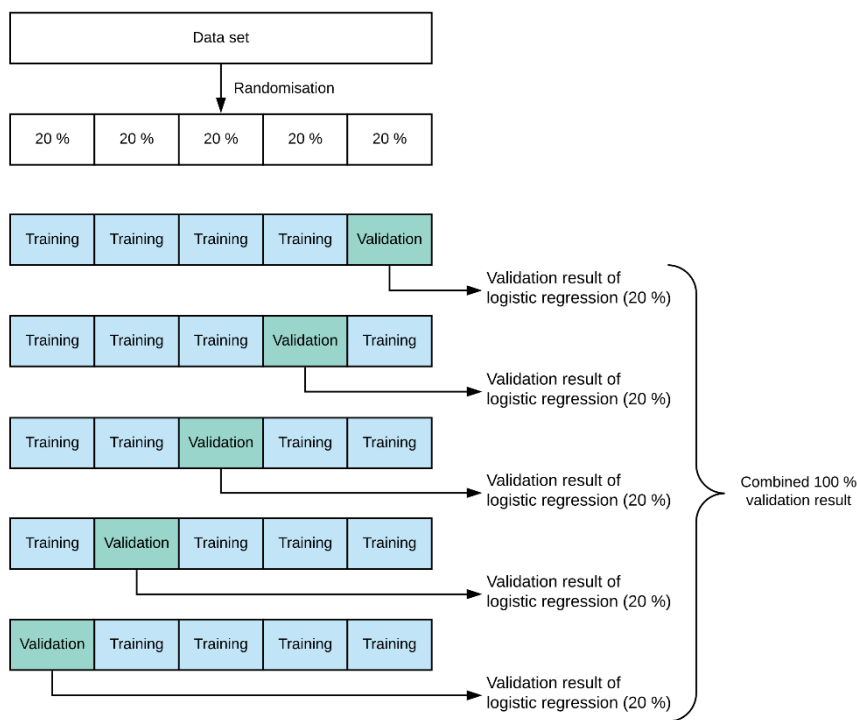 Data set
Randomisation
20 % 20 % 20 % 20 % 20 %
Training Training Training Training Validation
Validation result of
logistic regression (20 %)
Training Training Training Validation Training
Validation result of
logistic regression (20 %)
Training Training Validation Training Training
Validation result of
logistic regression (20 %)
Combined 100 %
validation result
Training Validation Training Training Training
Validation result of
logistic regression (20 %)
Validation Training Training Training Training
Validation result of
logistic regression (20 %)